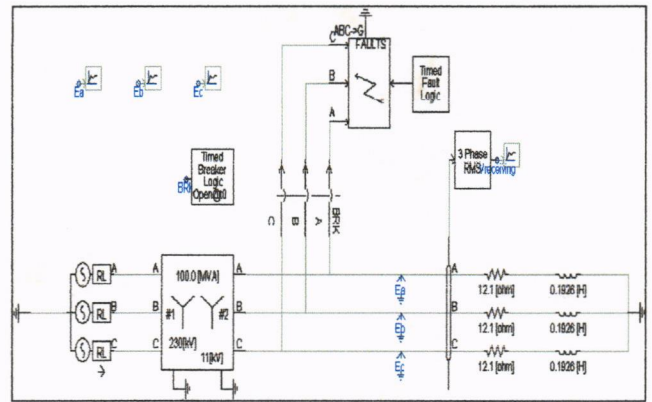 ABC->G
FAULTS
C
B
A
Timed
Fault
Logic
Ea
Eb
Ec
Timed
Breaker
Logic
Open@t0
BRK
3 Phase
RMS
Vreceiving
C
B
A
BRK
RL A
RL B
RL C
A
B
C
100.0 [MVA]
#1
#2
230[kV]
11[kV]
A
B
C
Ea
Eb
Ec
A
B
C
12.1 [ohm]
0.1926 [H]
12.1 [ohm]
0.1926 [H]
12.1 [ohm]
0.1926 [H]